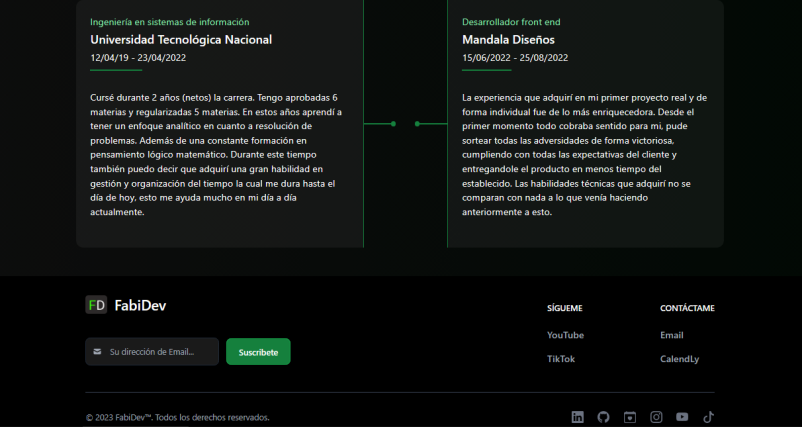 Ingeniería en sistemas de información
Universidad Tecnológica Nacional
12/04/19 - 23/04/2022
Cursé durante 2 años (netos) la carrera. Tengo aprobadas 6
materias y regularizadas 5 materias. En estos años aprendí a
tener un enfoque analítico en cuanto a resolución de
problemas. Además de una constante formación en
pensamiento lógico matemático. Durante este tiempo
también puedo decir que adquirí una gran habilidad en
gestión y organización del tiempo la cual me dura hasta el
día de hoy, esto me ayuda mucho en mi día a día
actualmente.
Desarrollador front end
Mandala Diseños
15/06/2022 - 25/08/2022
La experiencia que adquirí en mi primer proyecto real y de
forma individual fue de lo más enriquecedora. Desde el
primer momento todo cobraba sentido para mi, pude
sortear todas las adversidades de forma victoriosa,
cumpliendo con todas las expectativas del cliente y
entregandole el producto en menos tiempo del
establecido. Las habilidades técnicas que adquirí no se
comparan con nada a lo que venía haciendo
anteriormente a esto.
FD FabiDev
Su dirección de Email...
Suscríbete
SÍGUEME
YouTube
TikTok
CONTÁCTAME
Email
CalendLy
© 2023 FabiDev™. Todos los derechos reservados.